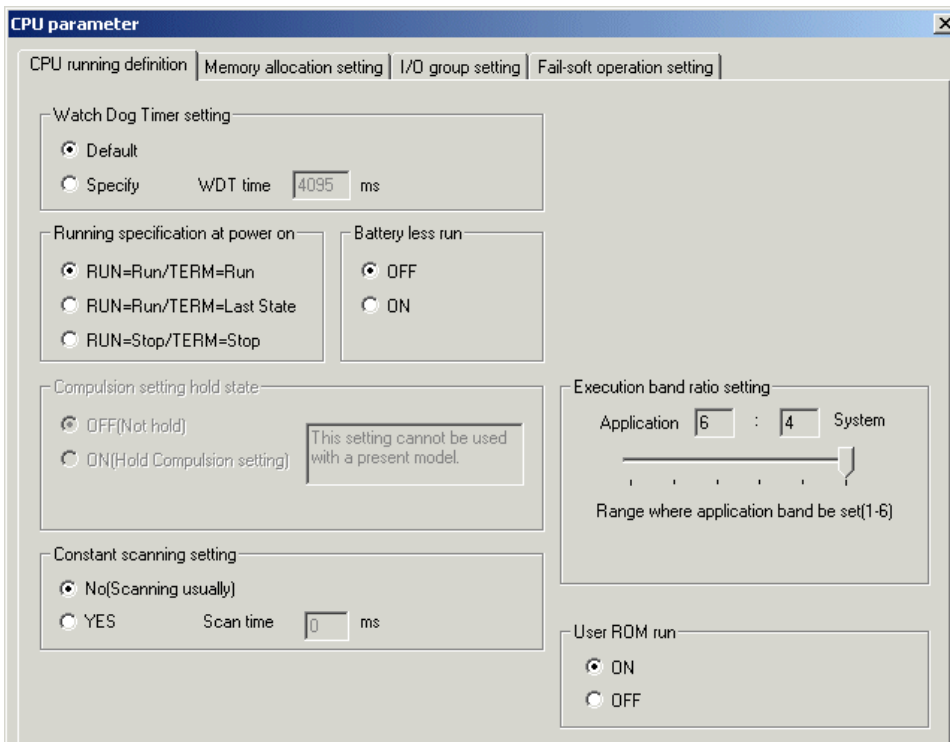 CPU parameter
CPU running definition
Memory allocation setting
I/O group setting
Fail-soft operation setting
Watch Dog Timer setting
Default
Specify WDT time 4095 ms
Running specification at power on
RUN=Run/TERM=Run
RUN=Run/TERM=Last State
RUN=Stop/TERM=Stop
Battery less run
OFF
ON
Compulsion setting hold state
OFF(Not hold)
ON(Hold Compulsion setting)
This setting cannot be used
with a present model.
Execution band ratio setting
Application 6 : 4 System
Range where application band be set(1-6)
Constant scanning setting
No(Scanning usually)
YES Scan time 0 ms
User ROM run
ON
OFF